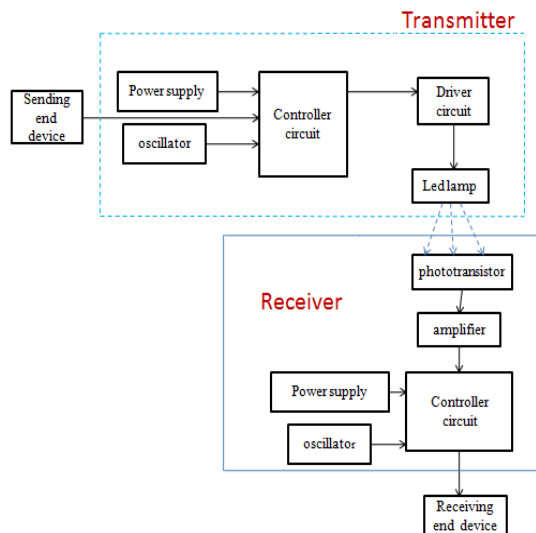 Transmitter
Sending
end
device
Power supply
oscillator
Controller
circuit
Driver
circuit
Led lamp
Receiver
phototransistor
amplifier
Power supply
oscillator
Controller
circuit
Receiving
end device